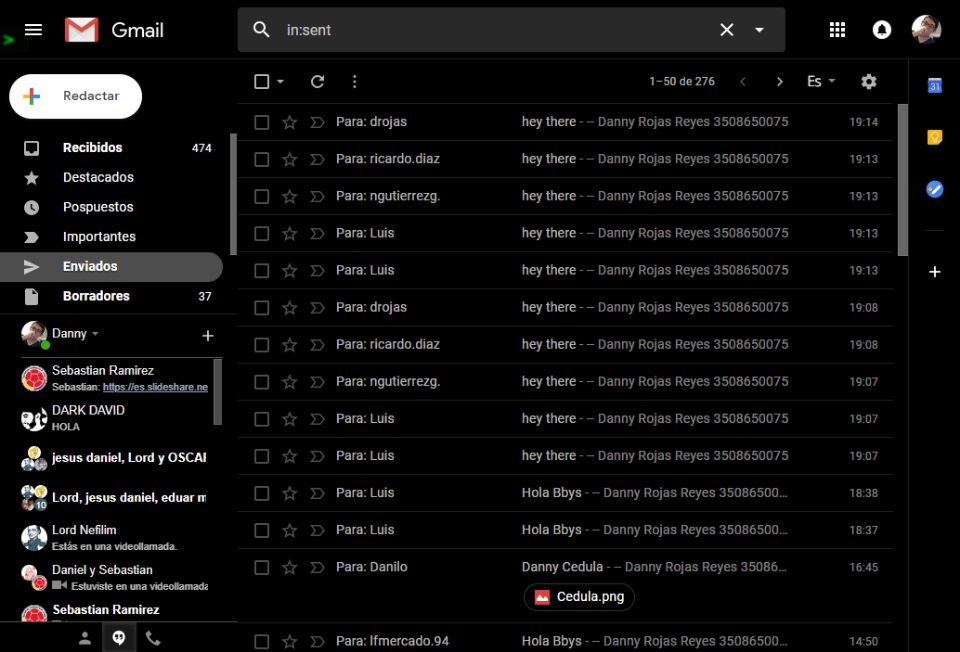 Gmail
in:sent
Redactar
1–50 de 276
Es
31
Recibidos 474
Destacados
Pospuestos
Importantes
Enviados
Borradores 37
Danny
Sebastian Ramirez
Sebastian: https://es.slideshare.ne
DARK DAVID
HOLA
jesus daniel, Lord y OSCAR
Lord, jesus daniel, eduar m
10
Lord Nefilim
Estás en una videollamada.
Daniel y Sebastian
Estuviste en una videollamada
Sebastian Ramirez
Para: drojas hey there - -- Danny Rojas Reyes 3508650075 19:14
Para: ricardo.diaz hey there - -- Danny Rojas Reyes 3508650075 19:13
Para: ngutierrezg. hey there - -- Danny Rojas Reyes 3508650075 19:13
Para: Luis hey there - -- Danny Rojas Reyes 3508650075 19:13
Para: Luis hey there - -- Danny Rojas Reyes 3508650075 19:13
Para: drojas hey there - -- Danny Rojas Reyes 3508650075 19:08
Para: ricardo.diaz hey there - -- Danny Rojas Reyes 3508650075 19:08
Para: ngutierrezg. hey there - -- Danny Rojas Reyes 3508650075 19:07
Para: Luis hey there - -- Danny Rojas Reyes 3508650075 19:07
Para: Luis hey there - -- Danny Rojas Reyes 3508650075 19:07
Para: Luis Hola Bbys - -- Danny Rojas Reyes 35086500… 18:38
Para: Luis Hola Bbys - -- Danny Rojas Reyes 35086500… 18:37
Para: Danilo Danny Cedula - -- Danny Rojas Reyes 35086… 16:45
Cedula.png
Para: lfmercado.94 Hola Bbys - -- Danny Rojas Reyes 35086500… 14:50